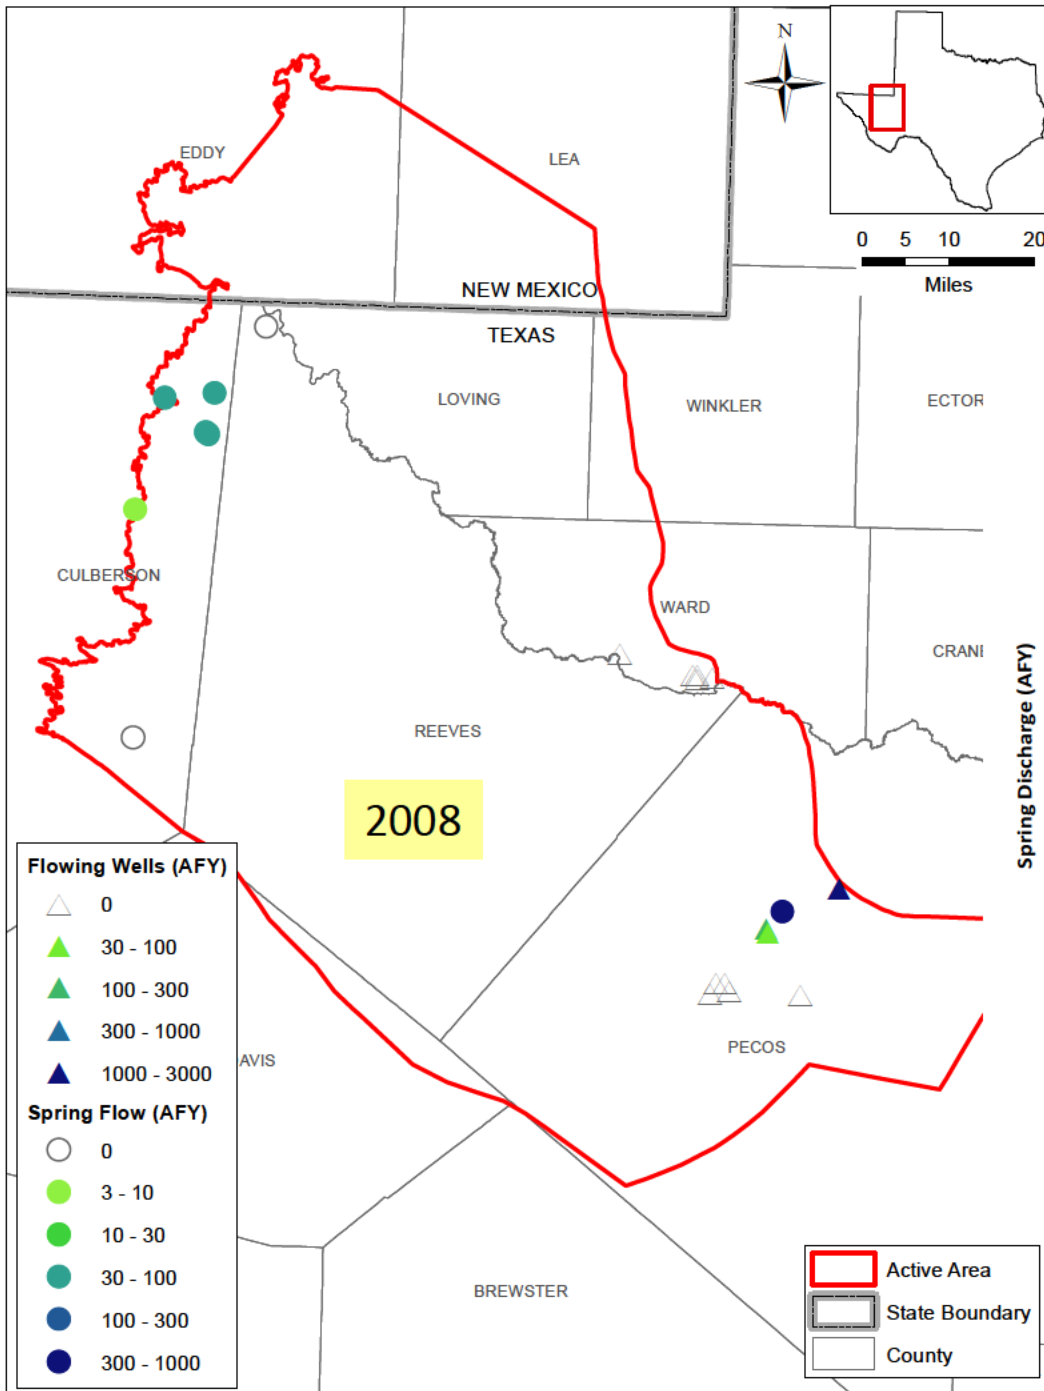 N
EDDY
LEA
0 5 10 20
Miles
NEW MEXICO
TEXAS
LOVING
WINKLER
ECTOR
CULBERSON
WARD
CRANE
REEVES
2008
Spring Discharge (AFY)
Flowing Wells (AFY)
0
30 - 100
100 - 300
300 - 1000
1000 - 3000
Spring Flow (AFY)
0
3 - 10
10 - 30
30 - 100
100 - 300
300 - 1000
AVIS
PECOS
BREWSTER
Active Area
State Boundary
County